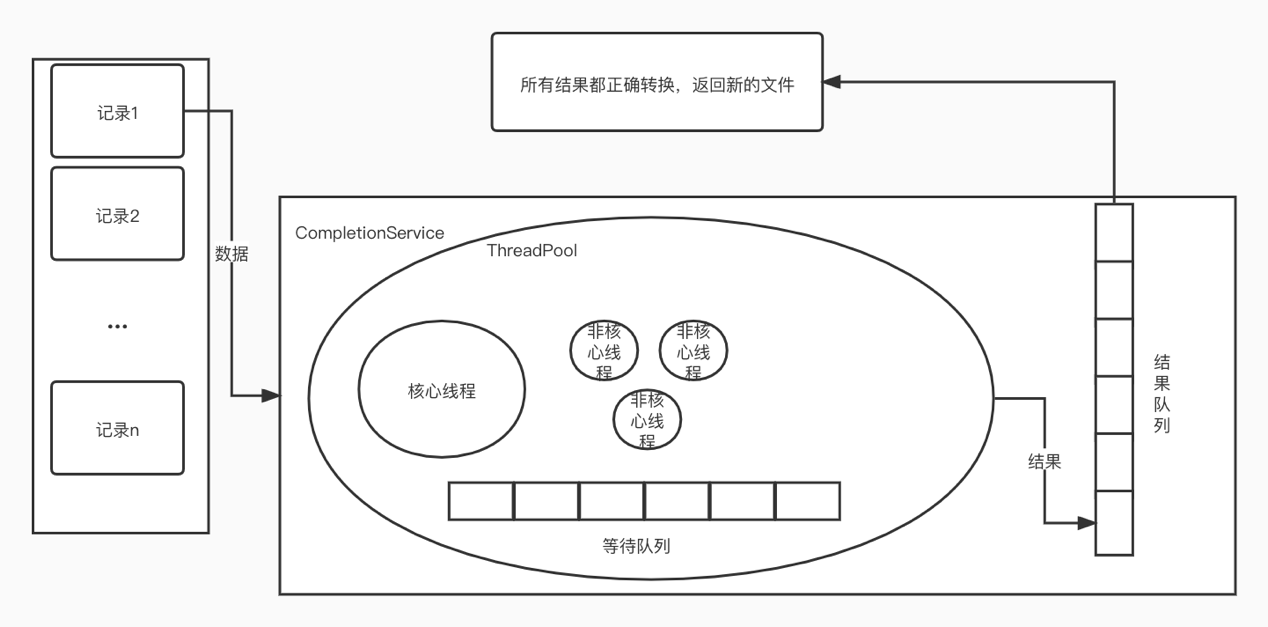 所有结果都正确转换，返回新的文件
记录1
记录2
...
记录n
数据
CompletionService
ThreadPool
核心线程
非核
心线
程
非核
心线
程
非核
心线
程
等待队列
结果
结
果
队
列